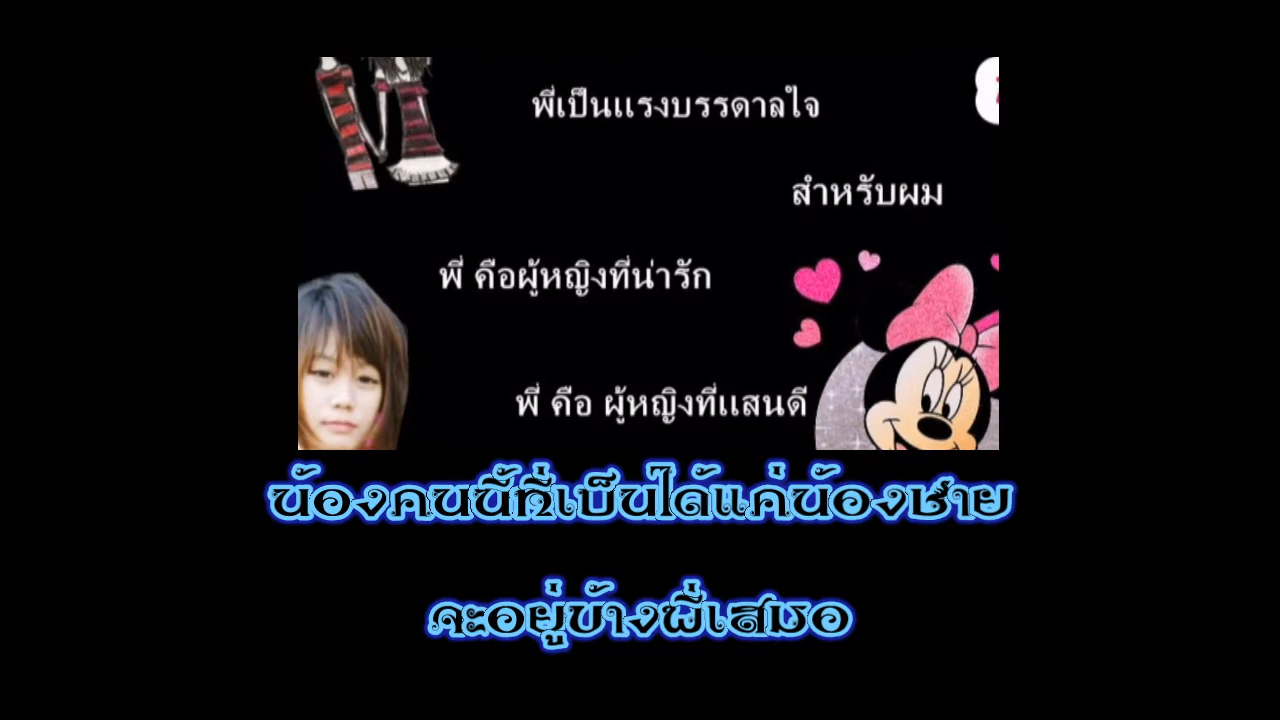 พี่เป็นแรงบรรดาลใจ
สำหรับผม
พี่ คือผู้หญิงที่น่ารัก
พี่ คือ ผู้หญิงที่แสนดี
น้องคนนี้ที่เป็นได้แค่น้องชาย
จะอยู่ข้างพี่เสมอ